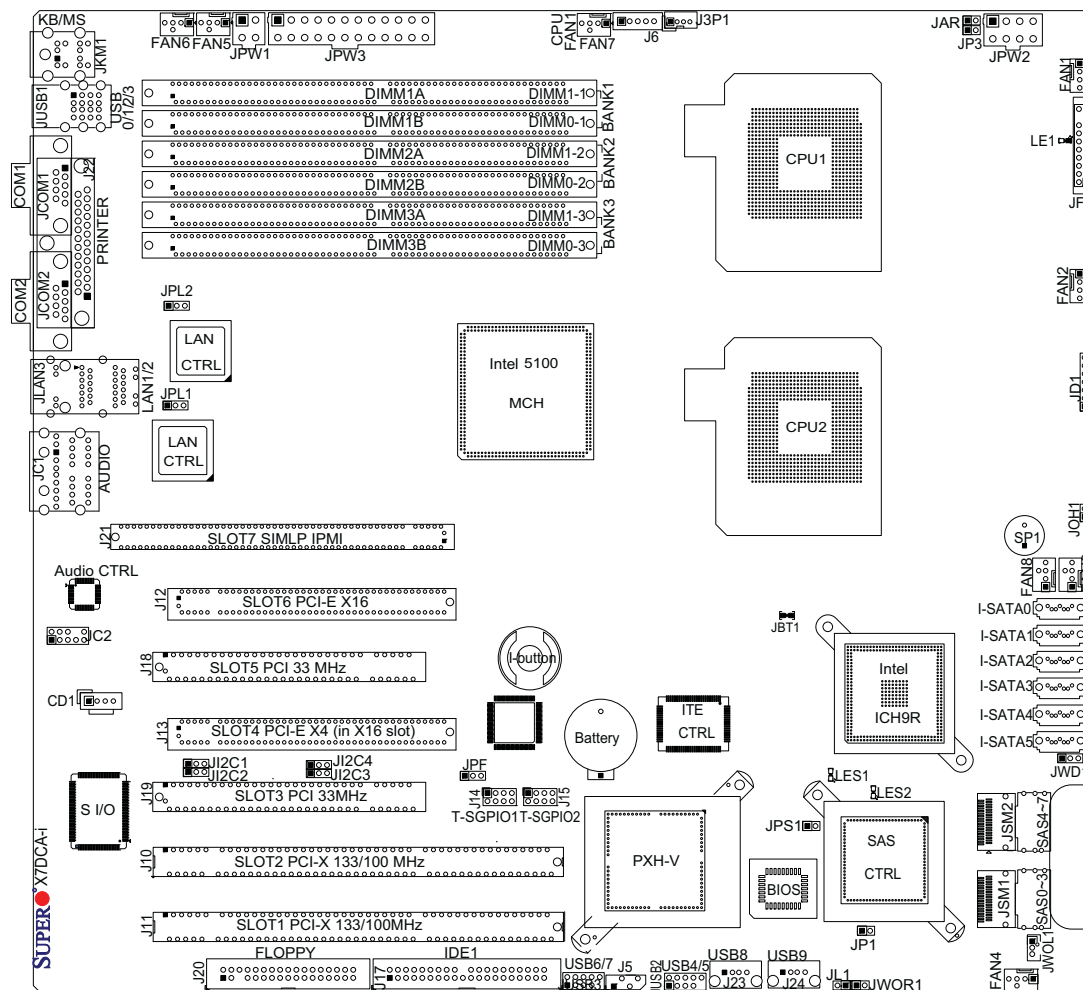 KB/MS
JKM1
FAN6
FAN5
JPW1
JPW3
CPU
FAN1
FAN7
J6
J3P1
JAR
JP3
JPW2
FAN1
LE1
JF
JUSB1
USB
0/1/2/3
DIMM1A DIMM1-1
DIMM1B DIMM0-1
BANK1
DIMM2A DIMM1-2
DIMM2B DIMM0-2
BANK2
DIMM3A DIMM1-3
DIMM3B DIMM0-3
BANK3
CPU1
COM1
JCOM1
J22
PRINTER
COM2
JCOM2
FAN2
JPL2
LAN
CTRL
Intel 5100
MCH
JLAN3
LAN1/2
JPL1
LAN
CTRL
CPU2
JD1
JC1
AUDIO
JOH1
SP1
J21
SLOT7 SIMLP IPMI
Audio CTRL
FAN8
J12
SLOT6 PCI-E X16
JC2
JBT1
I-SATA0
I-SATA1
I-SATA2
I-SATA3
I-SATA4
I-SATA5
J18
SLOT5 PCI 33 MHz
I-button
Intel
ICH9R
CD1
J13
SLOT4 PCI-E X4 (in X16 slot)
Battery
ITE
CTRL
JI2C1
JI2C2
JI2C4
JI2C3
JPF
JWD1
LES1
LES2
S I/O
J19
SLOT3 PCI 33MHz
J14
J15
T-SGPIO1
T-SGPIO2
JPS1
JSM2
SAS4~7
J10
SLOT2 PCI-X 133/100 MHz
PXH-V
BIOS
SAS
CTRL
JSM1
SAS0~3
SUPER X7DCA-i
J11
SLOT1 PCI-X 133/100MHz
JP1
JWOL1
FLOPPY
J20
IDE1
J17
USB6/7
J5
USB4/5
USB8
J23
USB9
J24
JL1
JWOR1
FAN4